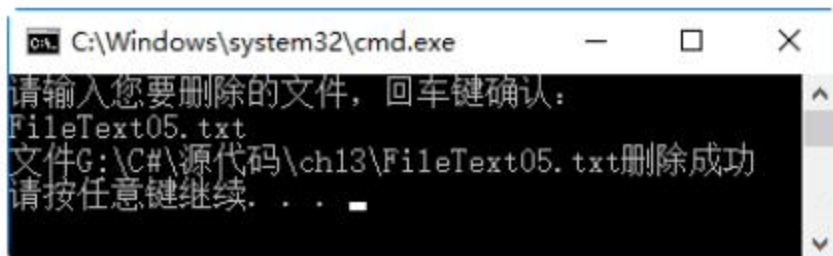 C:\Windows\system32\cmd.exe
请输入您要删除的文件，回车键确认：
FileText05.txt
文件G:\C#\源代码\ch13\FileText05.txt删除成功
请按任意键继续. . .